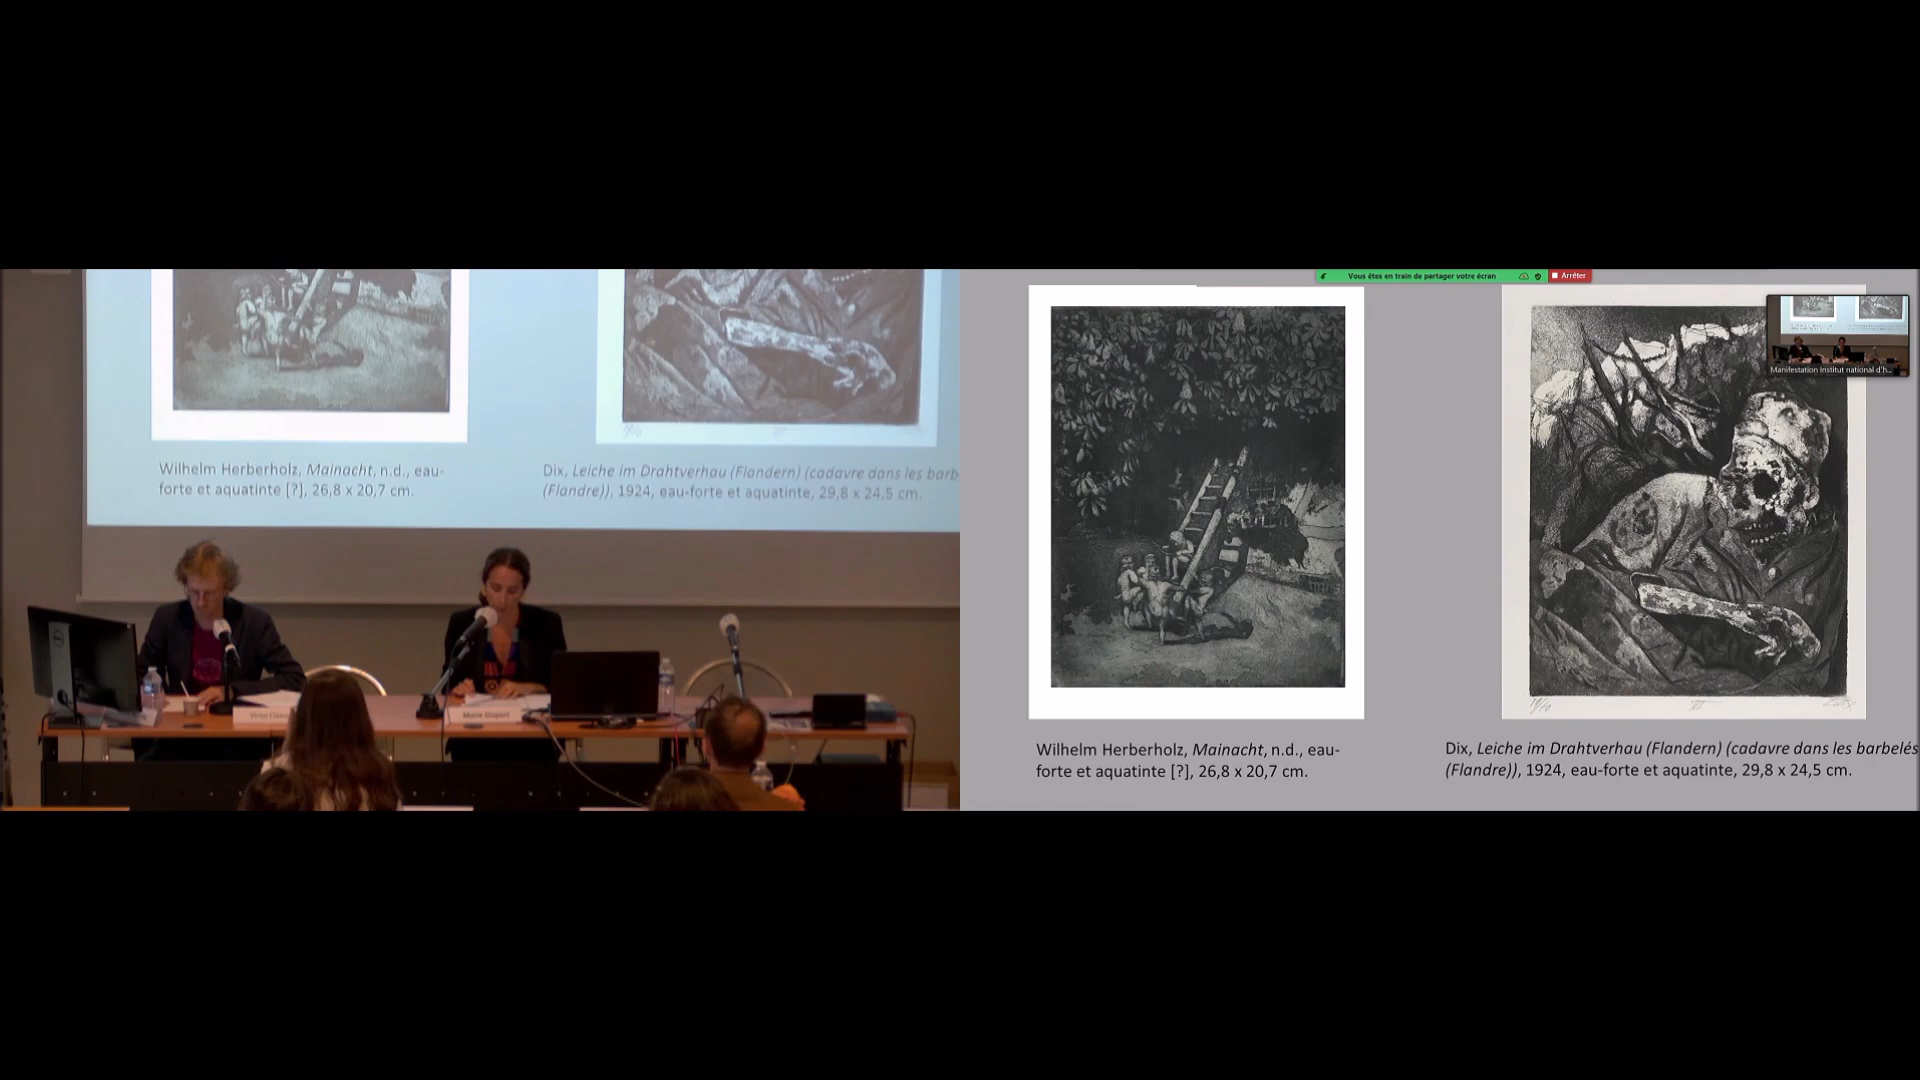 Wilhelm Herberholz, Mainacht, n.d., eau-
forte et aquatinte [?], 26,8 x 20,7 cm.
Dix, Leiche im Drahtverhau (Flandern) (cadavre dans les barb
(Flandre)), 1924, eau-forte et aquatinte, 29,8 x 24,5 cm.
Marie Gispert
Vous êtes en train de partager votre écran
Arrêter
Manifestation Institut national d'h...
Wilhelm Herberholz, Mainacht, n.d., eau-
forte et aquatinte [?], 26,8 x 20,7 cm.
Dix, Leiche im Drahtverhau (Flandern) (cadavre dans les barbelés
(Flandre)), 1924, eau-forte et aquatinte, 29,8 x 24,5 cm.